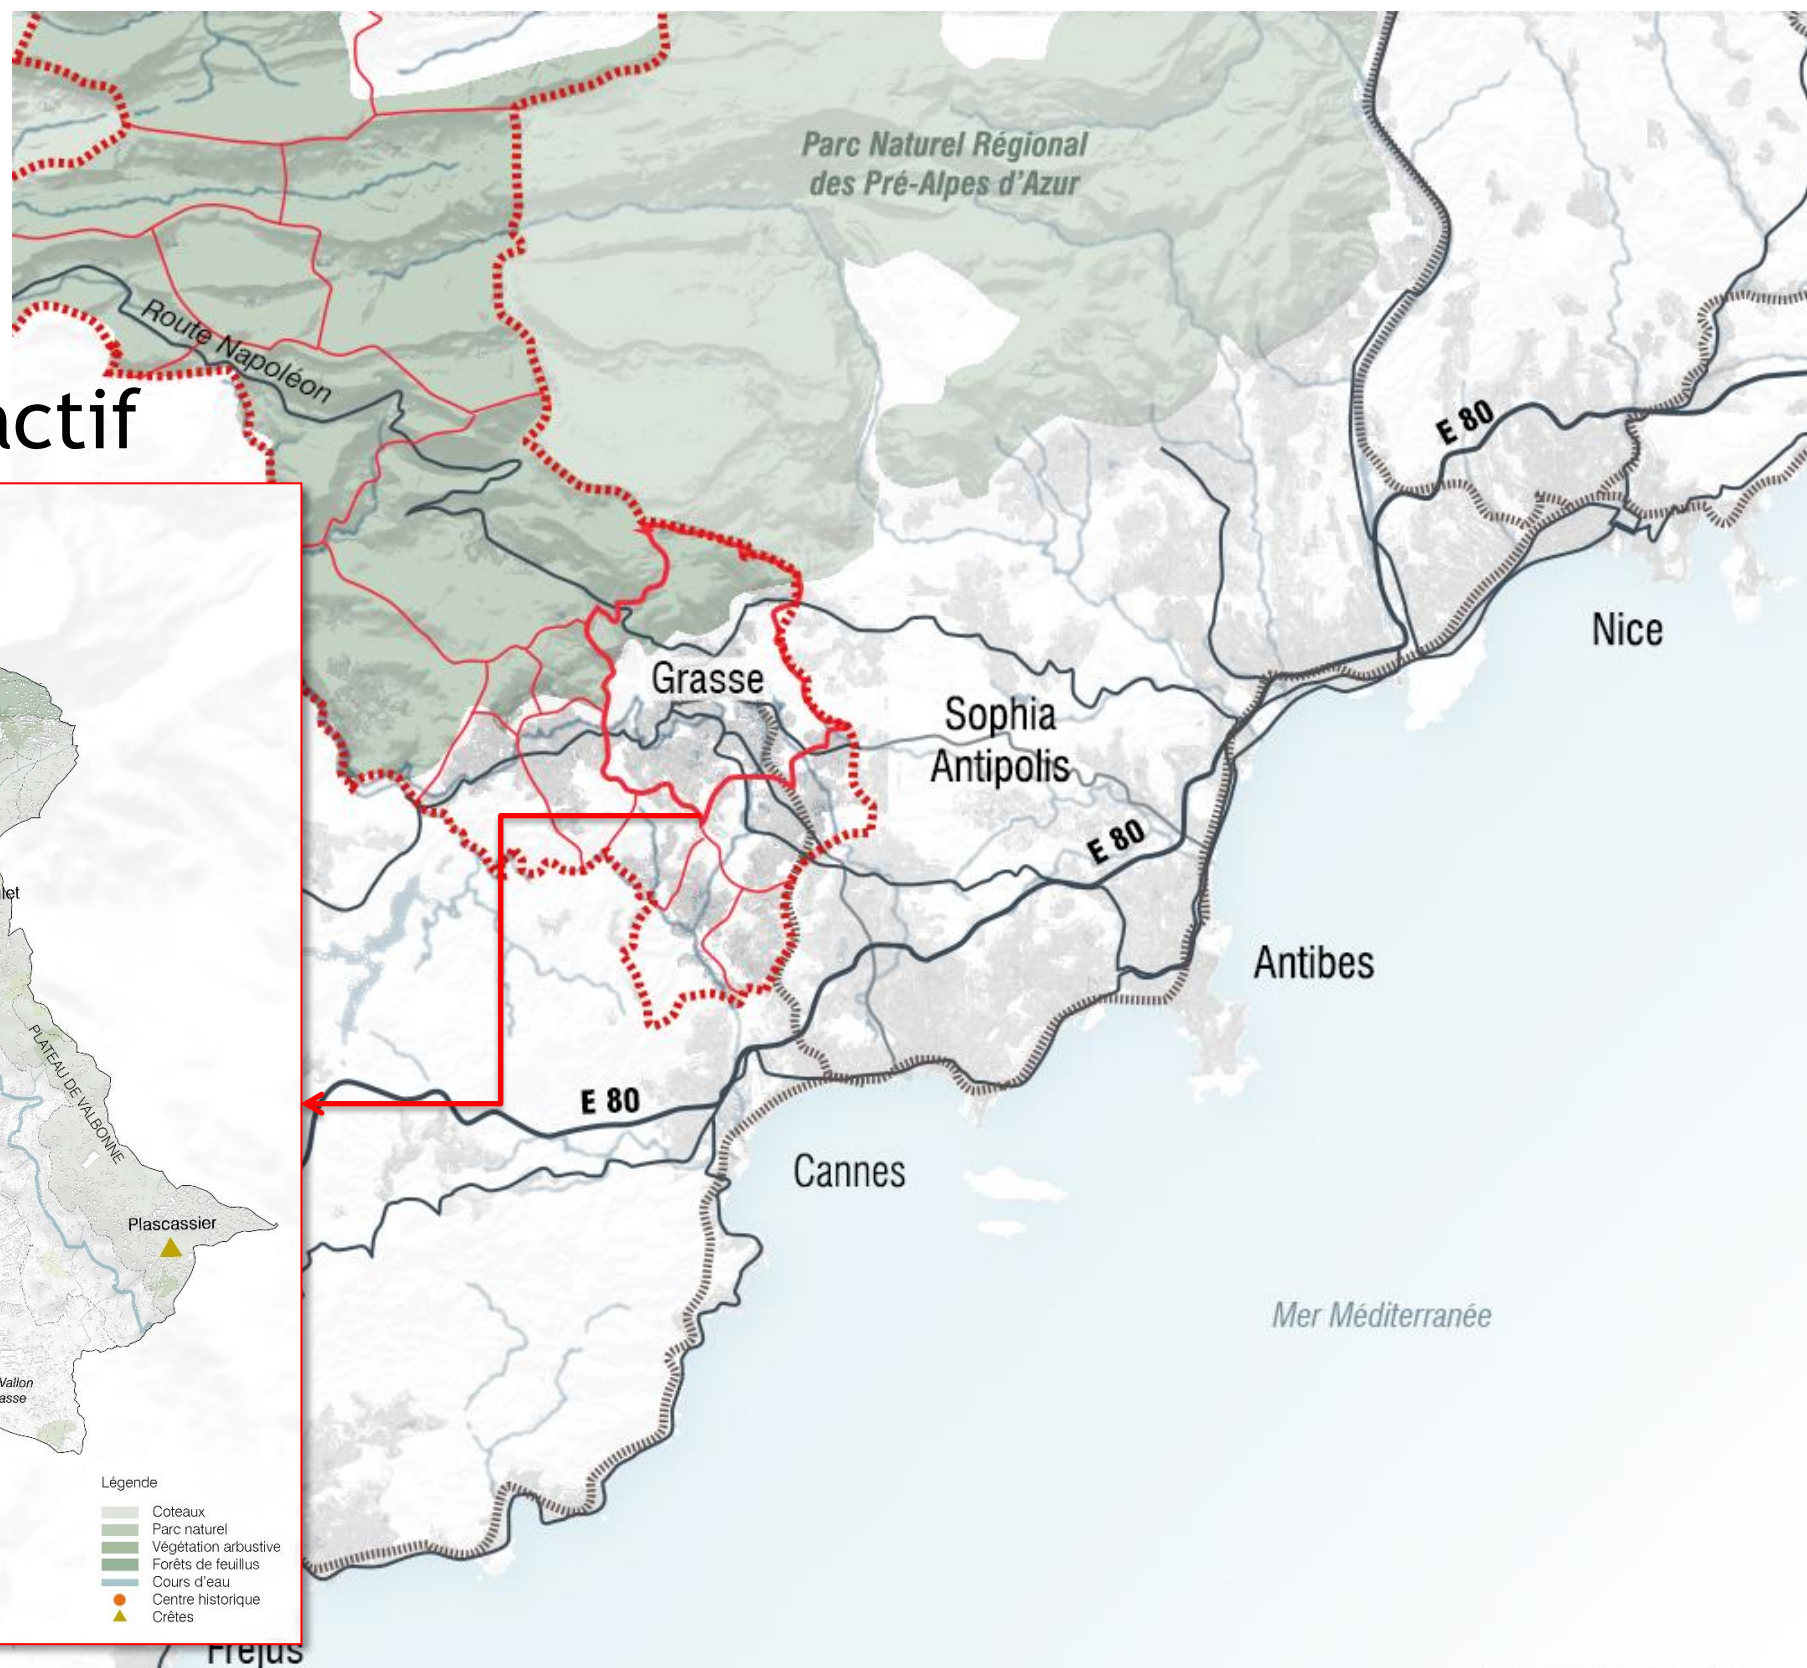 Parc Naturel Régional
des Pré-Alpes d'Azur
Route Napoléon
actif
E 80
Nice
Grasse
Sophia
Antipolis
E 80
Antibes
E 80
Cannes
Mer Méditerranée
PLATEAU DE VALBONNE
Plascassier
Vallon
Légende
Coteaux
Parc naturel
Végétation arbustive
Forêts de feuillus
Cours d'eau
Centre historique
Crêtes
Fréjus